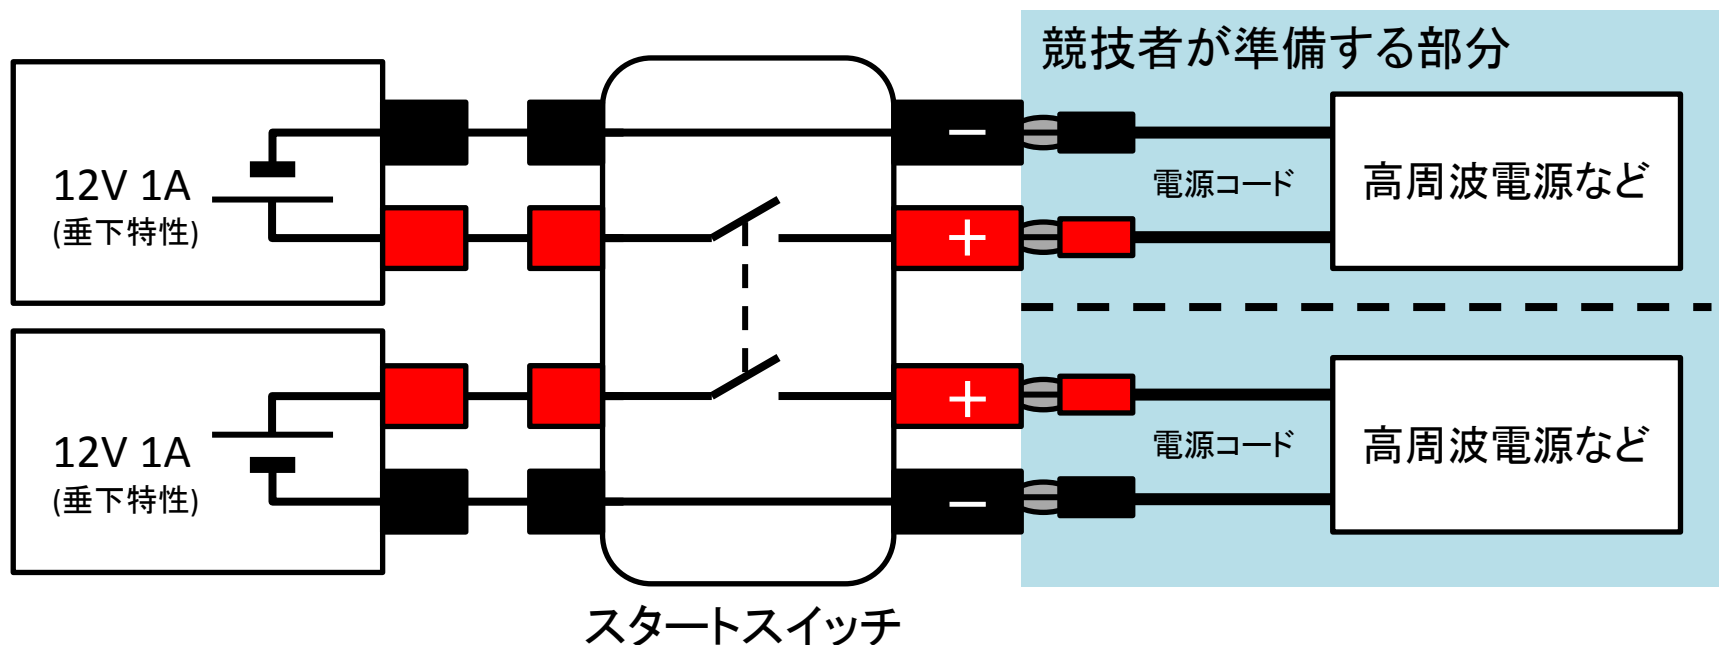 競技者が準備する部分
12V 1A
(垂下特性)
－
＋
電源コード
高周波電源など
12V 1A
(垂下特性)
＋
－
電源コード
高周波電源など
スタートスイッチ